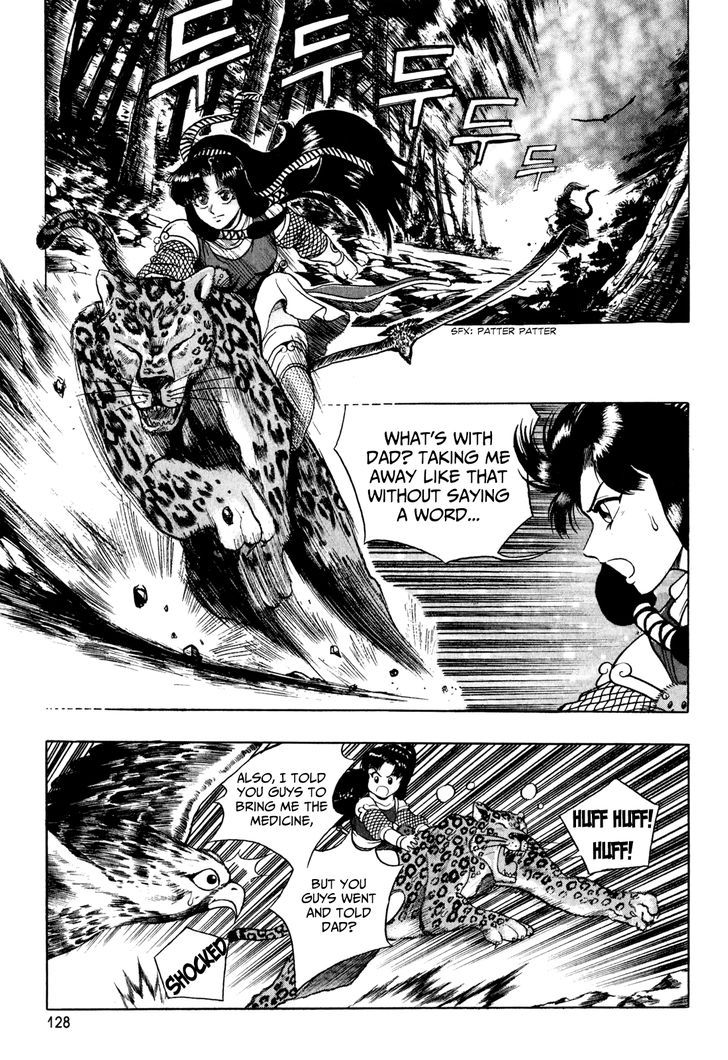 두
두
두
두
두
SFX: PATTER PATTER
WHAT'S WITH
DAD? TAKING ME
AWAY LIKE THAT
WITHOUT SAYING
A WORD...
ALSO, I TOLD
YOU GUYS TO
BRING ME THE
MEDICINE,
BUT YOU
GUYS WENT
AND TOLD
DAD?
HUFF HUFF!
HUFF!
SHOCKED
128